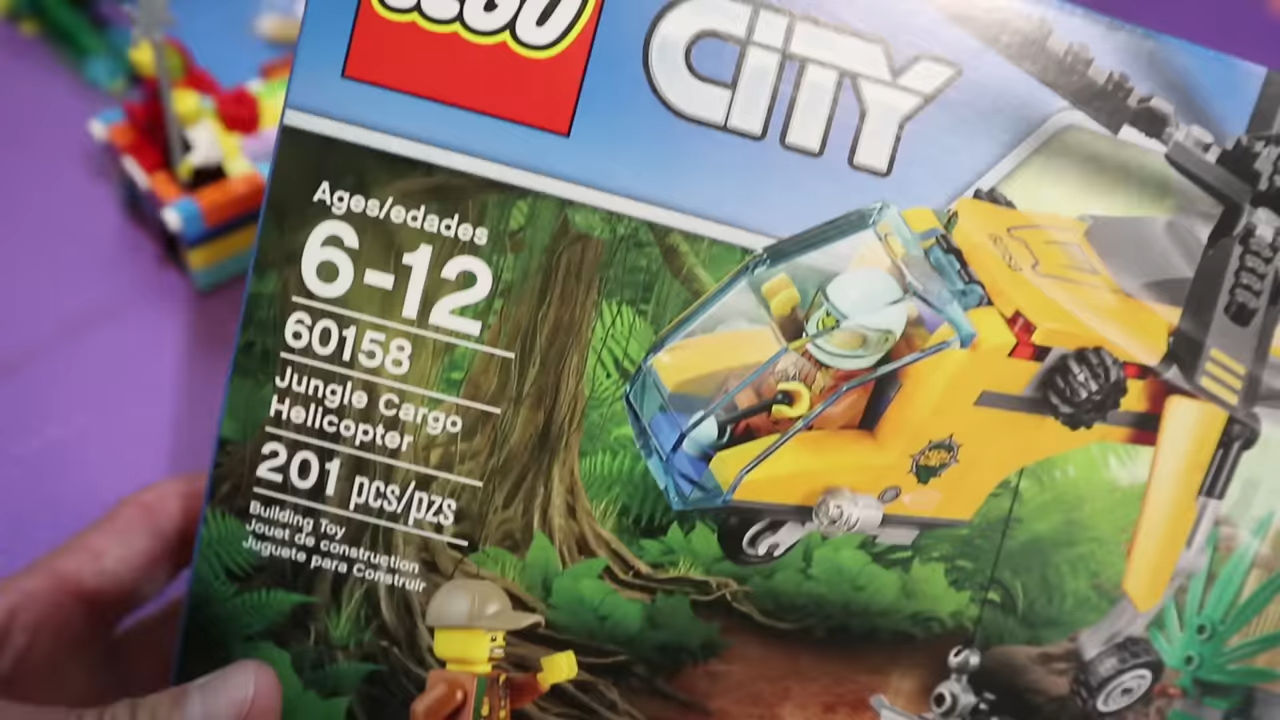 LEGO
CITY
Ages/edades
6-12
60158
Jungle Cargo
Helicopter
201 pcs/pzs
Building Toy
Jouet de construction
Juguete para Construir